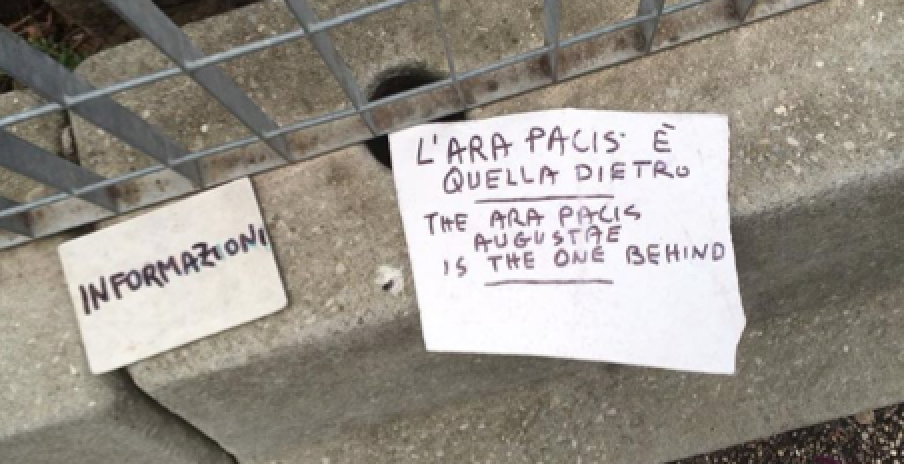 INFORMAZIONI
L'ARA PACIS È
QUELLA DIETRO
THE ARA PACIS
AUGUSTAE
IS THE ONE BEHIND